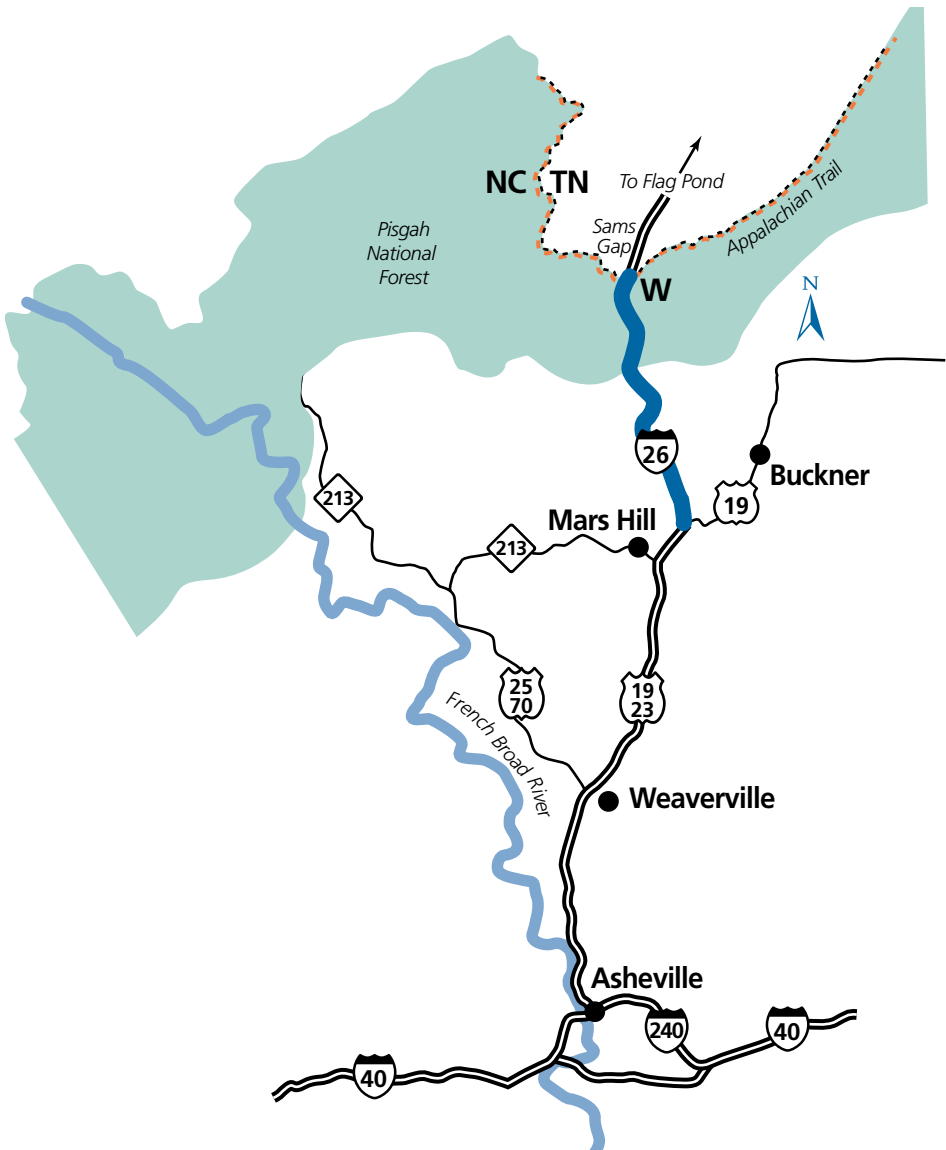 NC TN
To Flag Pond
Appalachian Trail
Sams
Gap
Pisgah
National
Forest
W
N
26
Buckner
19
213
Mars Hill
213
25
70
19
23
French Broad River
Weaverville
Asheville
240
40
40